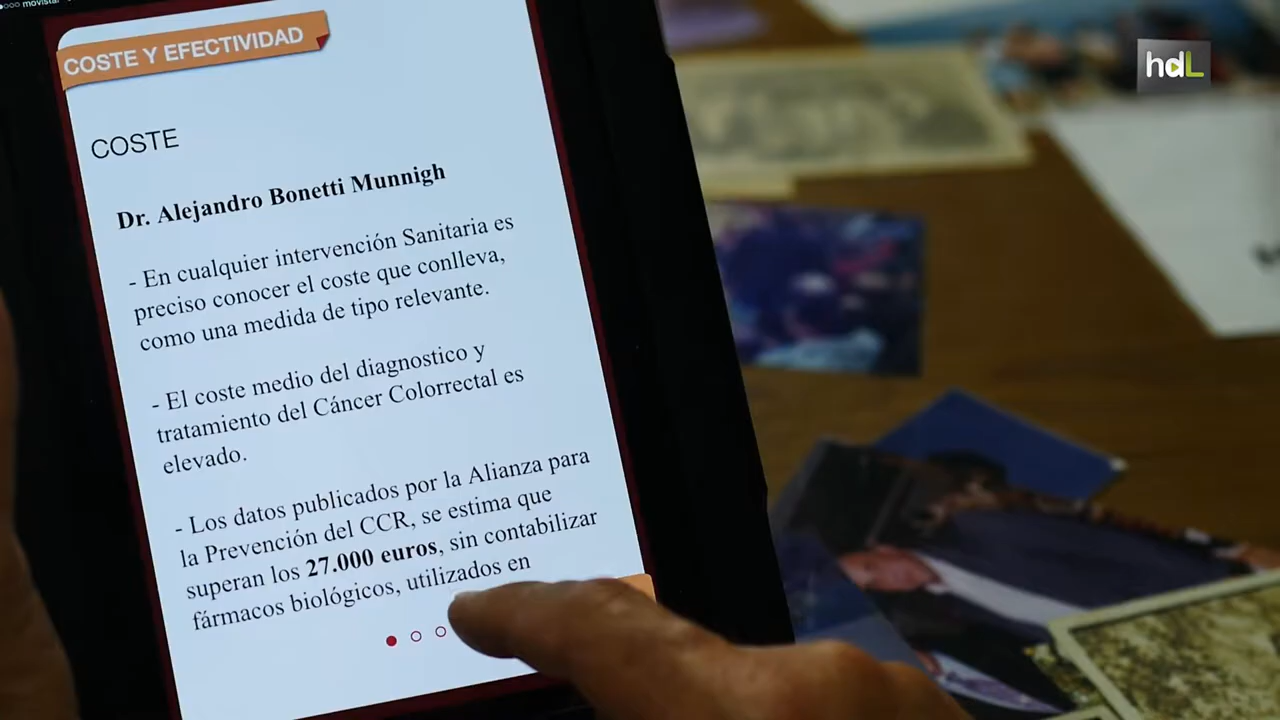 movistar
COSTE Y EFECTIVIDAD
hdL
COSTE
Dr. Alejandro Bonetti Munnigh
- En cualquier intervención Sanitaria es
preciso conocer el coste que conlleva,
como una medida de tipo relevante.
- El coste medio del diagnostico y
tratamiento del Cáncer Colorrectal es
elevado.
- Los datos publicados por la Alianza para
la Prevención del CCR, se estima que
superan los 27.000 euros, sin contabilizar
fármacos biológicos, utilizados en